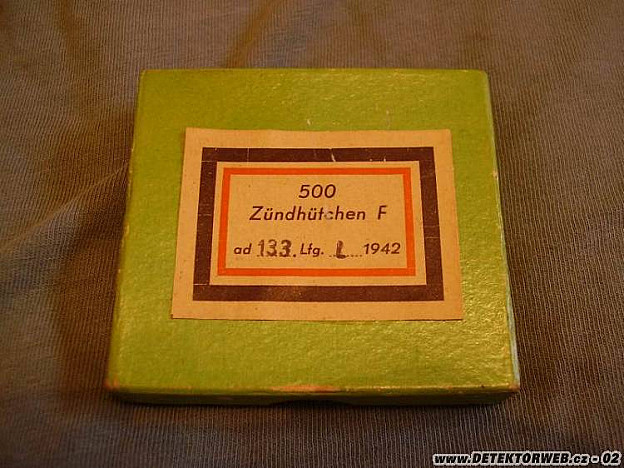 500
Zündhütchen F
ad 133. Lfg. L 1942
www.DETEKTORWEB.cz - 02